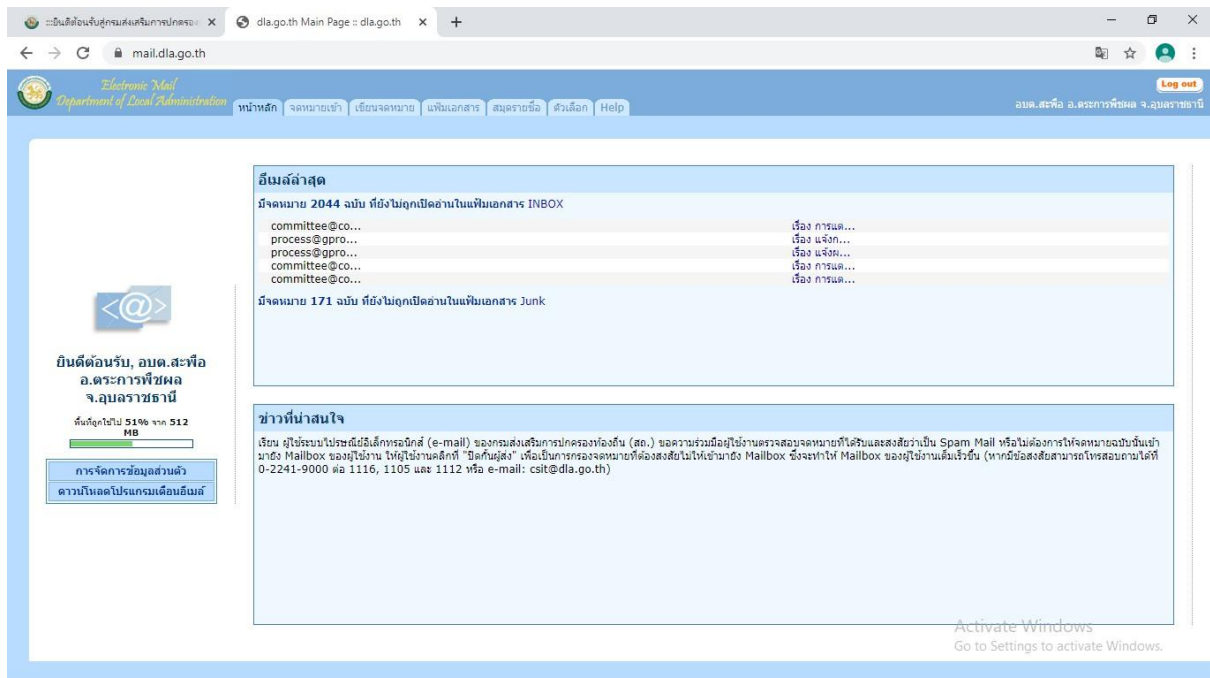 :::ยินดีต้อนรับสู่กรมส่งเสริมการปกครอง
dla.go.th Main Page :: dla.go.th
mail.dla.go.th
Electronic Mail
Department of Local Administration
หน้าหลัก จดหมายเข้า เขียนจดหมาย แฟ้มเอกสาร สมุดรายชื่อ ตัวเลือก Help
Log out
อบต.สะพือ อ.ตระการพืชผล จ.อุบลราชธานี
อีเมล์ล่าสุด
มีจดหมาย 2044 ฉบับ ที่ยังไม่ถูกเปิดอ่านในแฟ้มเอกสาร INBOX
committee@co... เรื่อง การแต...
process@gpro... เรื่อง แจ้งก...
process@gpro... เรื่อง แจ้งผ...
committee@co... เรื่อง การแต...
committee@co... เรื่อง การแต...
มีจดหมาย 171 ฉบับ ที่ยังไม่ถูกเปิดอ่านในแฟ้มเอกสาร Junk
<@>
ยินดีต้อนรับ, อบต.สะพือ
อ.ตระการพืชผล
จ.อุบลราชธานี
พื้นที่ถูกใช้ไป 51% จาก 512
MB
การจัดการข้อมูลส่วนตัว
ดาวน์โหลดโปรแกรมเตือนอีเมล์
ข่าวที่น่าสนใจ
เรียน ผู้ใช้ระบบไปรษณีย์อิเล็กทรอนิกส์ (e-mail) ของกรมส่งเสริมการปกครองท้องถิ่น (สถ.) ขอความร่วมมือผู้ใช้งานตรวจสอบจดหมายที่ได้รับและสงสัยว่าเป็น Spam Mail หรือไม่ต้องการให้จดหมายฉบับนั้นเข้า
มายัง Mailbox ของผู้ใช้งาน ให้ผู้ใช้งานคลิกที่ "ปิดกั้นผู้ส่ง" เพื่อเป็นการกรองจดหมายที่ต้องสงสัยไม่ให้เข้ามายัง Mailbox ซึ่งจะทำให้ Mailbox ของผู้ใช้งานเต็มเร็วขึ้น (หากมีข้อสงสัยสามารถโทรสอบถามได้ที่
0-2241-9000 ต่อ 1116, 1105 และ 1112 หรือ e-mail: csit@dla.go.th)
Activate Windows
Go to Settings to activate Windows.